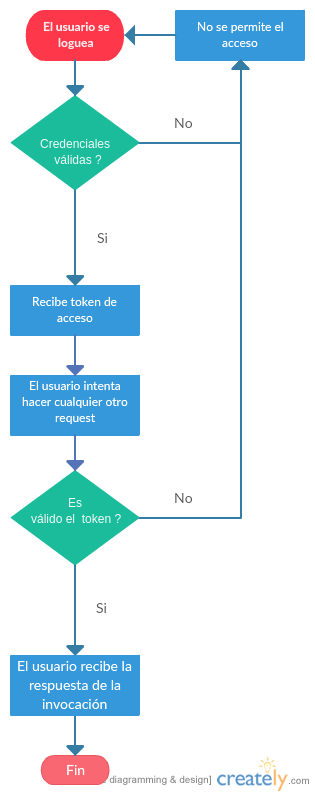 El usuario se
loguea
No se permite el
acceso
No
Credenciales
válidas ?
Si
Recibe token de
acceso
El usuario intenta
hacer cualquier otro
request
No
Es
válido el token ?
Si
El usuario recibe la
respuesta de la
invocación
Fin
diagramming & design] creately.com